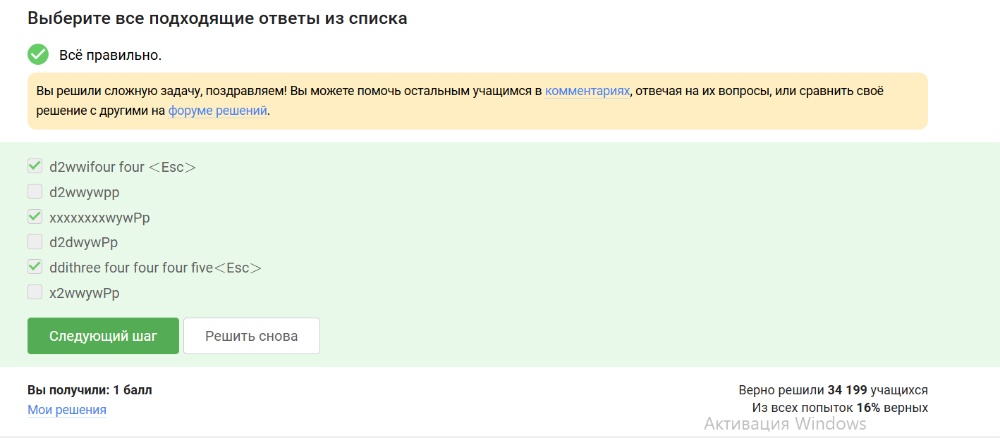 Выберите все подходящие ответы из списка
Всё правильно.
Вы решили сложную задачу, поздравляем! Вы можете помочь остальным учащимся в комментариях, отвечая на их вопросы, или сравнить своё
решение с другими на форуме решений.
d2wwifour four <Esc>
d2wwywpp
xxxxxxxxwywPp
d2dwywPp
ddithree four four four five<Esc>
x2wwywPp
Следующий шаг Решить снова
Вы получили: 1 балл
Мои решения
Верно решили 34 199 учащихся
Из всех попыток 16% верных
Активация Windows